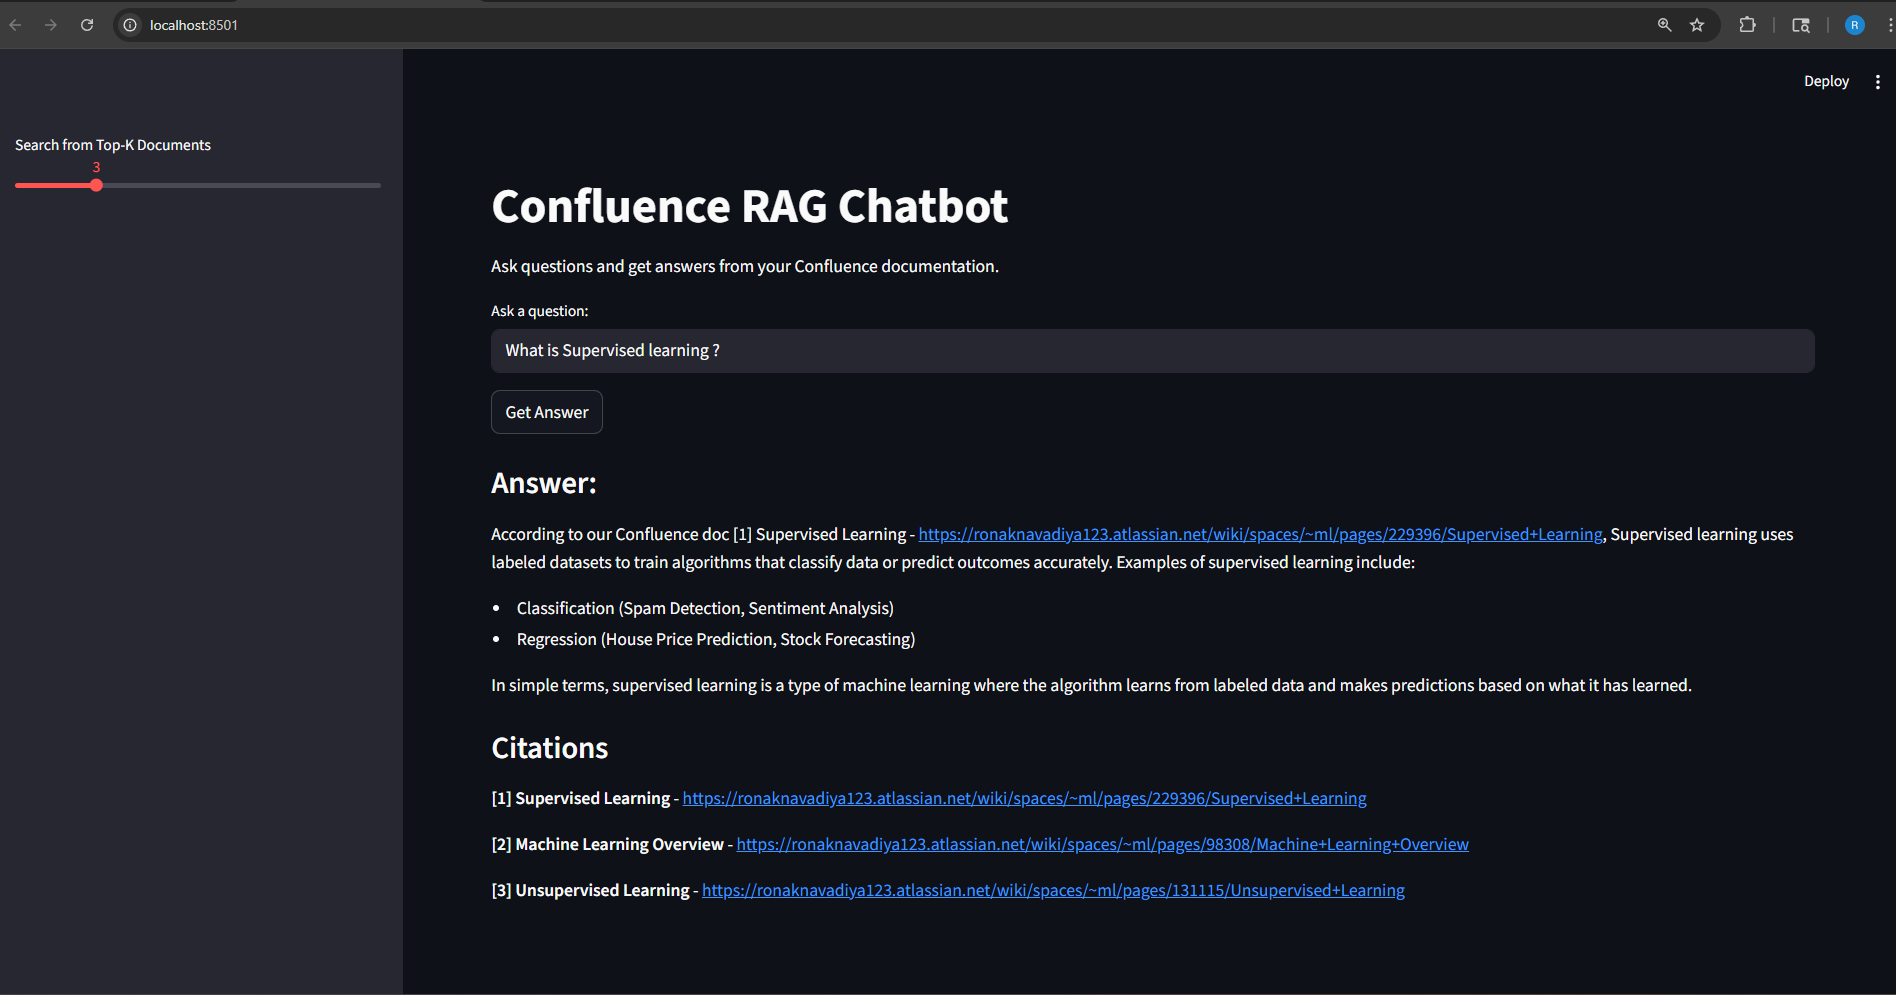 localhost:8501
R
Deploy
Search from Top-K Documents
3
Confluence RAG Chatbot
Ask questions and get answers from your Confluence documentation.
Ask a question:
What is Supervised learning ?
Get Answer
Answer:
According to our Confluence doc [1] Supervised Learning - https://ronaknavadiya123.atlassian.net/wiki/spaces/~ml/pages/229396/Supervised+Learning, Supervised learning uses
labeled datasets to train algorithms that classify data or predict outcomes accurately. Examples of supervised learning include:
• Classification (Spam Detection, Sentiment Analysis)
• Regression (House Price Prediction, Stock Forecasting)
In simple terms, supervised learning is a type of machine learning where the algorithm learns from labeled data and makes predictions based on what it has learned.
Citations
[1] Supervised Learning - https://ronaknavadiya123.atlassian.net/wiki/spaces/~ml/pages/229396/Supervised+Learning
[2] Machine Learning Overview - https://ronaknavadiya123.atlassian.net/wiki/spaces/~ml/pages/98308/Machine+Learning+Overview
[3] Unsupervised Learning - https://ronaknavadiya123.atlassian.net/wiki/spaces/~ml/pages/131115/Unsupervised+Learning